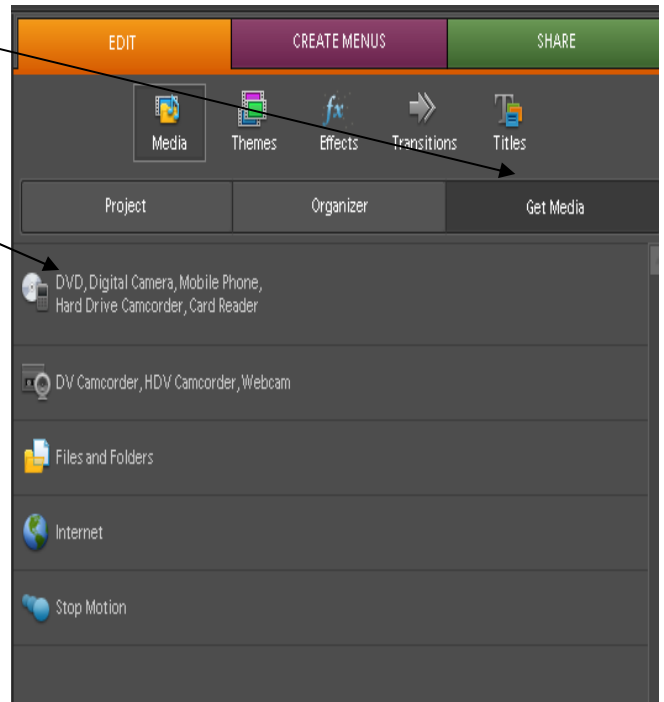 EDIT CREATE MENUS SHARE
Media Themes fx Effects Transitions Titles
Project Organizer Get Media
DVD, Digital Camera, Mobile Phone,
Hard Drive Camcorder, Card Reader
DV Camcorder, HDV Camcorder, Webcam
Files and Folders
Internet
Stop Motion